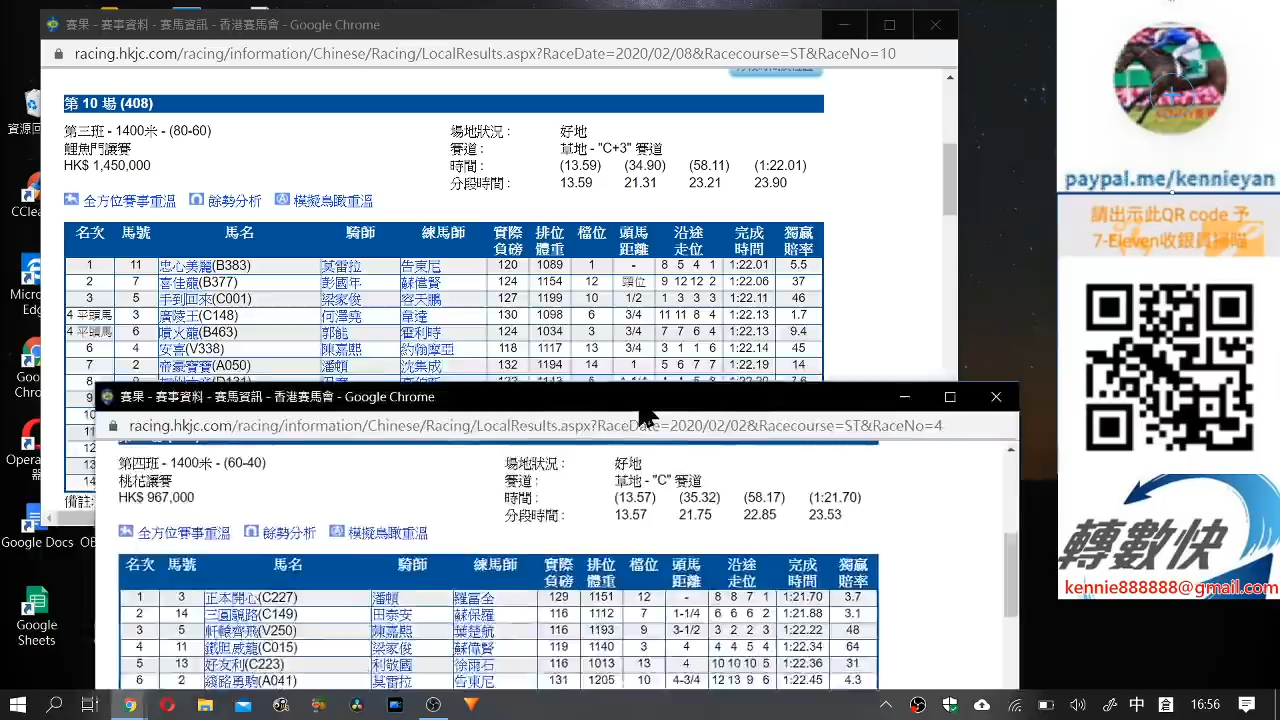 賽果 - 賽事資料 - 賽馬資訊 - 香港賽馬會 - Google Chrome
racing.hkjc.com/racing/information/Chinese/Racing/LocalResults.aspx?RaceDate=2020/02/08&Racecourse=ST&RaceNo=10
第 10 場 (408)
第三班 - 1400米 - (80-60) 場地狀況 : 好地
鯉魚門讓賽 賽道 : 草地 - "C+3" 賽道
HK$ 1,450,000 時間 : (13.59) (34.90) (58.11) (1:22.01)
分段時間 : 13.59 21.31 23.21 23.90
全方位賽事重溫 餘勢分析 模擬鳥瞰重溫
名次 馬號 馬名 騎師 練馬師 實際負磅 排位體重 檔位 頭馬距離 沿途走位 完成時間 獨贏賠率
1 11 忠心美麗(B383) 莫雷拉 告東尼 120 1089 1 - 8 5 4 1 1:22.01 5.5
2 7 喜佳龍(B377) 彭國年 蘇偉賢 124 1154 12 頸位 9 12 12 2 1:22.06 37
3 5 手到回來(C001) 梁家俊 容天鵬 127 1199 10 1/2 1 3 3 3 1:22.11 46
4 平頭馬 3 廣陵王(C148) 何澤堯 韋達 130 1098 6 3/4 11 11 8 4 1:22.13 1.7
4 平頭馬 6 噴火龍(B463) 郭能 霍利時 124 1034 3 3/4 7 7 6 4 1:22.13 9.4
6 4 安喜(V338) 陳嘉熙 約翰摩亞 118 1117 13 3/4 3 1 1 6 1:22.14 45
7 2 帝豪寶寶(A050) 潘頓 沈集成 132 1194 14 1 5 6 7 7 1:22.19 14
8
9
10
11
12
13
14
備註
賽果 - 賽事資料 - 賽馬資訊 - 香港賽馬會 - Google Chrome
racing.hkjc.com/racing/information/Chinese/Racing/LocalResults.aspx?RaceDate=2020/02/02&Racecourse=ST&RaceNo=4
第四班 - 1400米 - (60-40) 場地狀況 : 好地
桃花讓賽 賽道 : 草地 - "C" 賽道
HK$ 967,000 時間 : (13.57) (35.32) (58.17) (1:21.70)
分段時間 : 13.57 21.75 22.85 23.53
全方位賽事重溫 餘勢分析 模擬鳥瞰重溫
名次 馬號 馬名 騎師 練馬師 實際負磅 排位體重 檔位 頭馬距離 沿途走位 完成時間 獨贏賠率
1 3 正本開心(C227) 潘頓 羅富全 129 1151 12 - 8 8 7 1 1:21.70 3.7
2 14 三圓龍路(C149) 田泰安 蘇保羅 116 1112 7 1-1/4 6 6 6 2 1:21.88 3.1
3 5 軒轅齊飛(V250) 陳嘉熙 葉楚航 116 1193 9 3-1/2 3 2 2 3 1:22.22 48
4 11 鐵胆威龍(C015) 梁家俊 蘇偉賢 119 1140 3 4 4 4 5 4 1:22.34 64
5 13 好友利(C223) 利敬國 徐雨石 116 1013 13 4 10 10 10 5 1:22.36 31
6 2 (A041) 莫雷拉 告東尼 131 1205 10 4-3/4 12 13 9 6 1:22.45 4.3
資源回
CClea
Micros
Edg
Goog
Chron
Opera
器
Google Docs
OB
Google
Sheets
paypal.me/kennieyan
請出示此QR code 予
7-Eleven收銀員掃瞄
轉數快
kennie888888@gmail.com
中 16:56